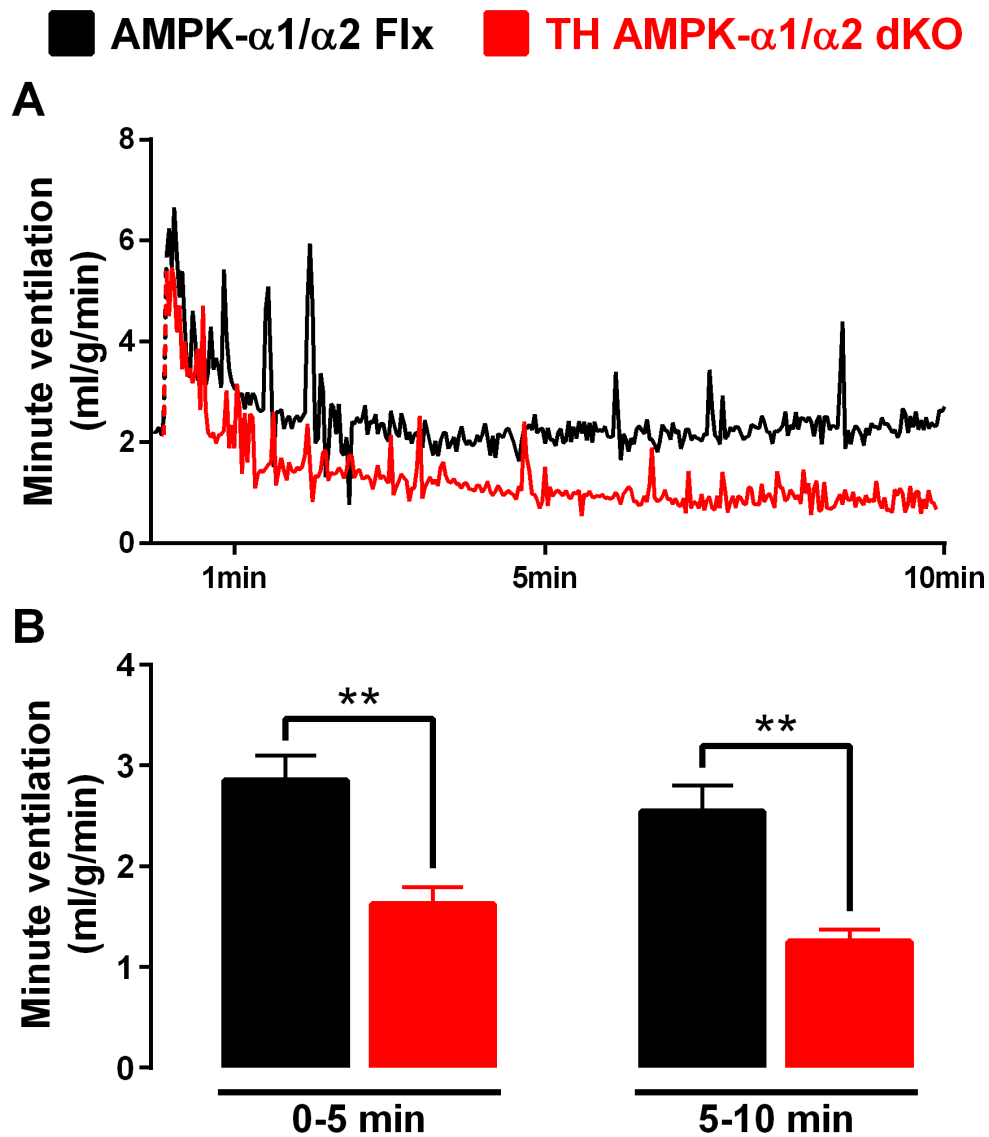 AMPK-α1/α2 Flx TH AMPK-α1/α2 dKO
A
Minute ventilation
(ml/g/min)
8
6
4
2
0
1min 5min 10min
B
Minute ventilation
(ml/g/min)
4
3
2
1
0
** **
0-5 min 5-10 min